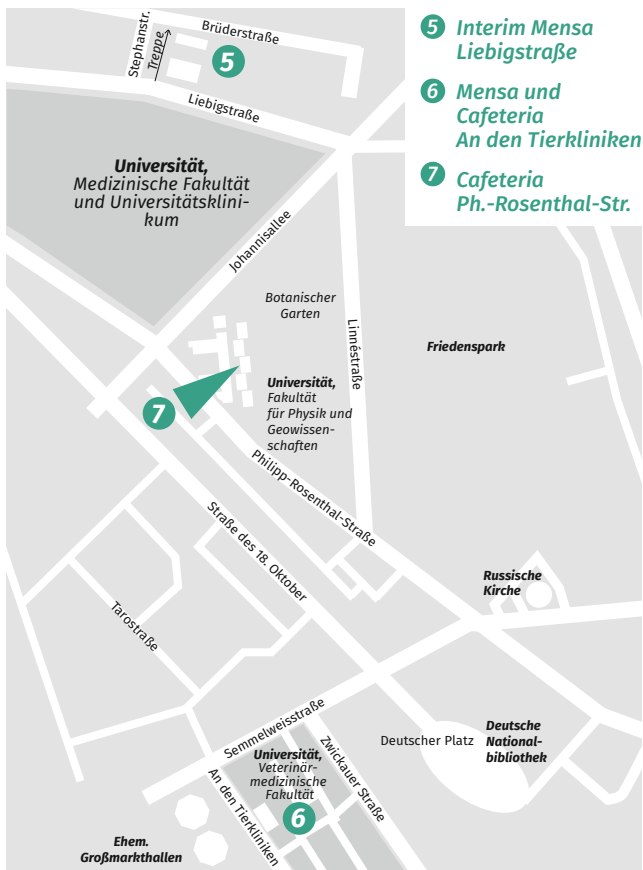 Brüderstraße
Stephanstr.
Treppe
5
Liebigstraße
5 Interim Mensa
Liebigstraße
6 Mensa und
Cafeteria
An den Tierkliniken
7 Cafeteria
Ph.-Rosenthal-Str.
Universität,
Medizinische Fakultät
und Universitätsklini-
kum
Johannisallee
Botanischer
Garten
Linnéstraße
Friedenspark
Universität,
Fakultät
für Physik und
Geowissen-
schaften
7
Philipp-Rosenthal-Straße
Straße des 18. Oktober
Tarostraße
Russische
Kirche
Semmelweisstraße
Deutscher Platz
Deutsche
National-
bibliothek
Zwickauer Straße
Universität,
Veterinär-
medizinische
Fakultät
6
An den Tierkliniken
Ehem.
Großmarkthallen